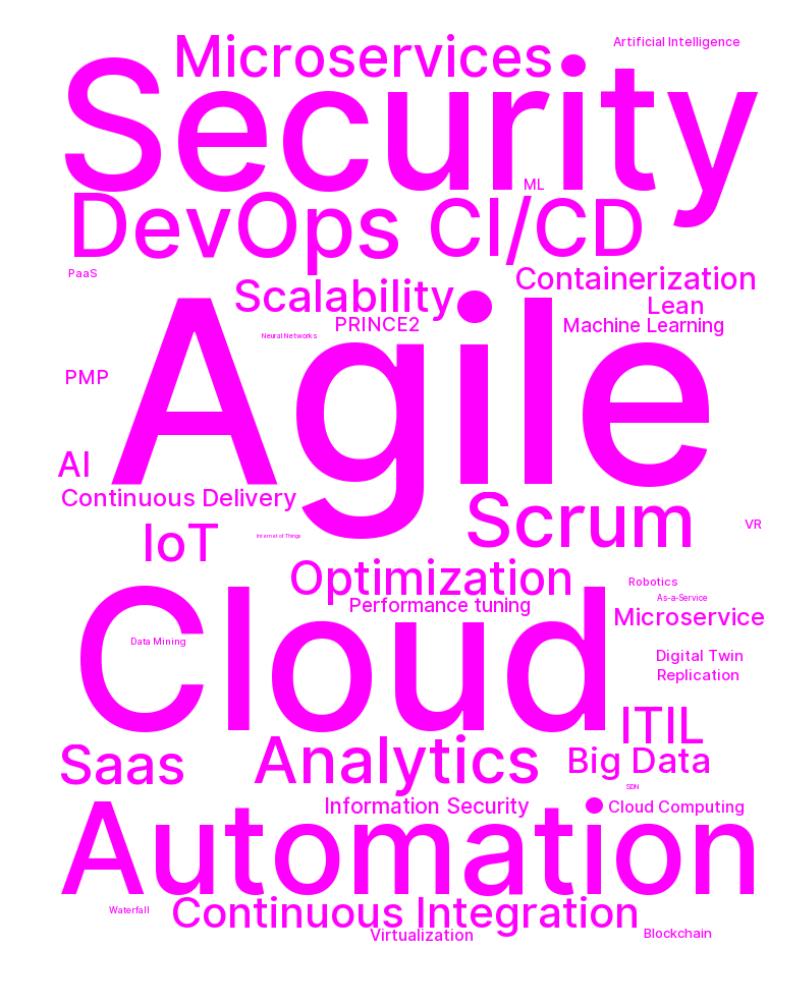 Microservices
Artificial Intelligence
Security
ML
DevOps CI/CD
PaaS
Containerization
Scalability
Lean
PRINCE2
Machine Learning
Neural Networks
Agile
PMP
AI
Continuous Delivery
Scrum
VR
IoT
Internet of Things
Optimization
Robotics
As-a-Service
Performance tuning
Microservice
Cloud
Data Mining
Digital Twin
Replication
ITIL
Saas
Analytics
Big Data
SDN
Information Security
Cloud Computing
Automation
Waterfall
Continuous Integration
Virtualization
Blockchain